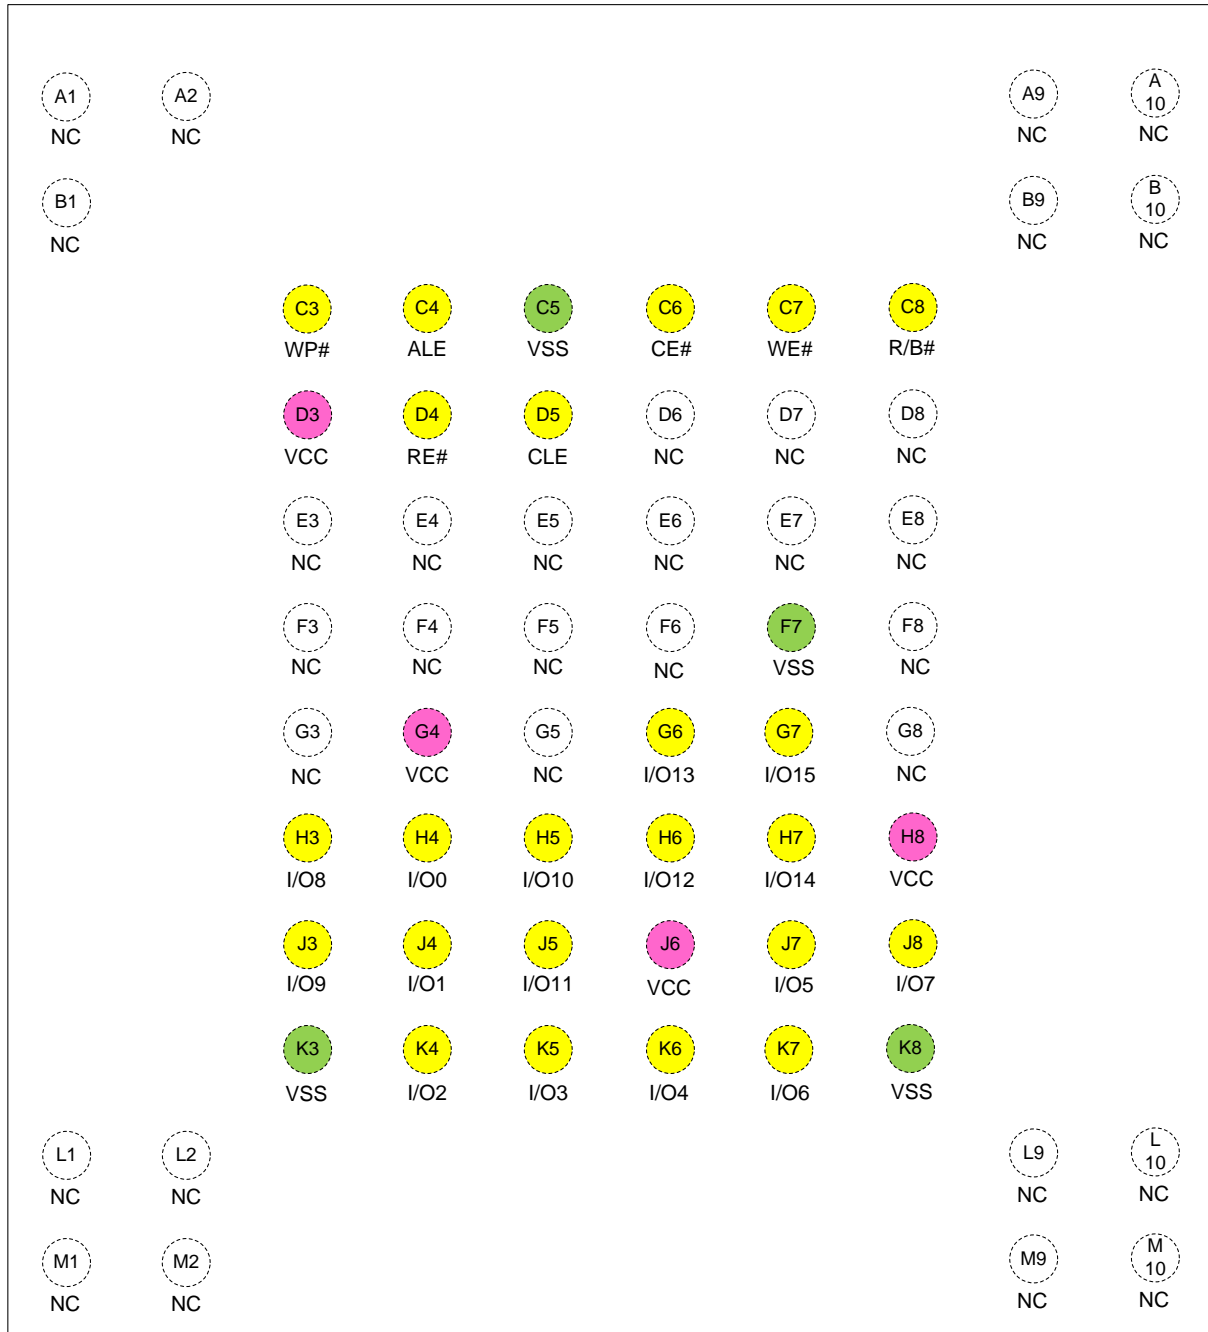 A1 A2 A9 A 10
NC NC NC NC
B1 B9 B 10
NC NC NC
C3 C4 C5 C6 C7 C8
WP# ALE VSS CE# WE# R/B#
D3 D4 D5 D6 D7 D8
VCC RE# CLE NC NC NC
E3 E4 E5 E6 E7 E8
NC NC NC NC NC NC
F3 F4 F5 F6 F7 F8
NC NC NC NC VSS NC
G3 G4 G5 G6 G7 G8
NC VCC NC I/O13 I/O15 NC
H3 H4 H5 H6 H7 H8
I/O8 I/O0 I/O10 I/O12 I/O14 VCC
J3 J4 J5 J6 J7 J8
I/O9 I/O1 I/O11 VCC I/O5 I/O7
K3 K4 K5 K6 K7 K8
VSS I/O2 I/O3 I/O4 I/O6 VSS
L1 L2 L9 L 10
NC NC NC NC
M1 M2 M9 M 10
NC NC NC NC